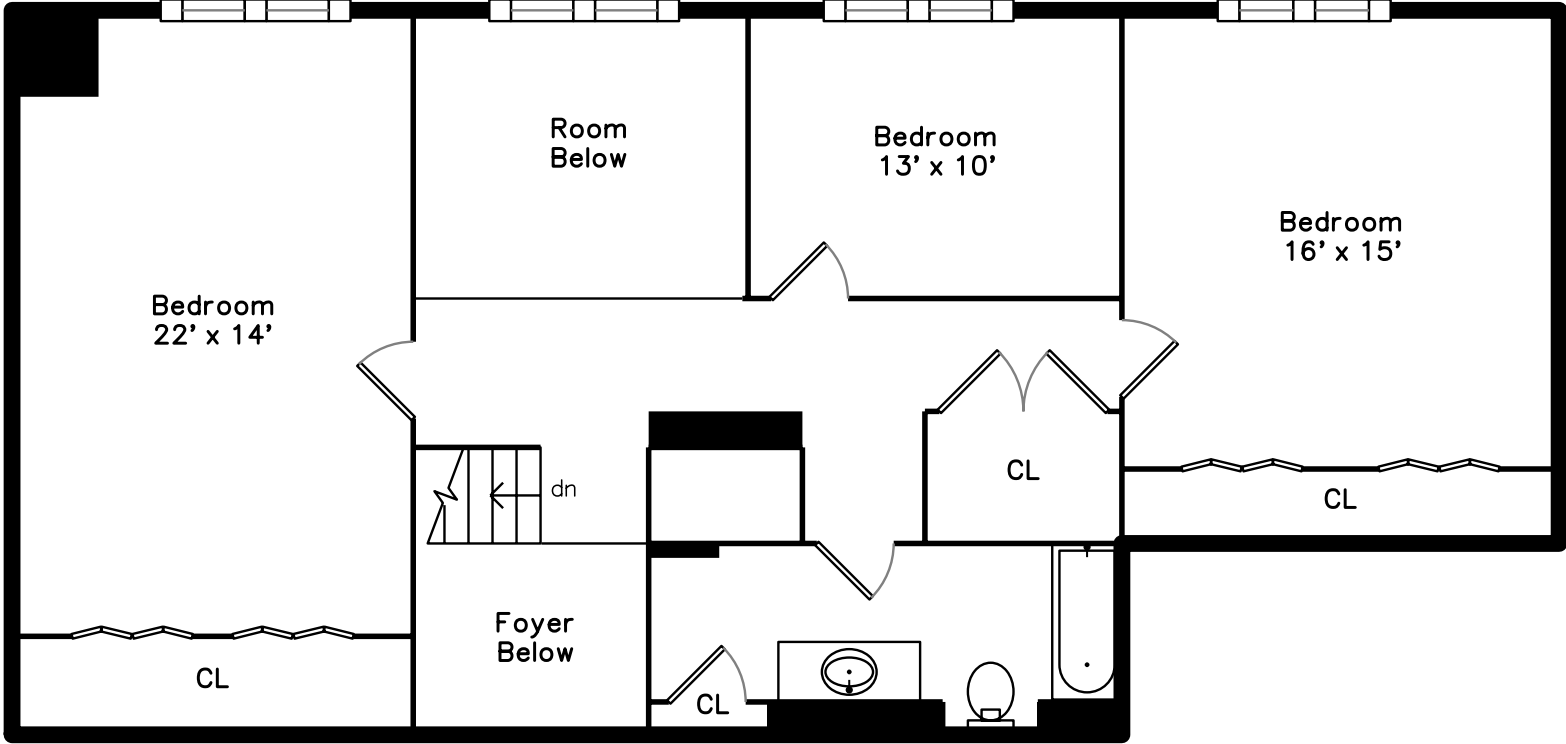 Room
Below
Bedroom
13’ x 10’
Bedroom
16’ x 15’
Bedroom
22’ x 14’
CL
CL
dn
Foyer
Below
CL
CL